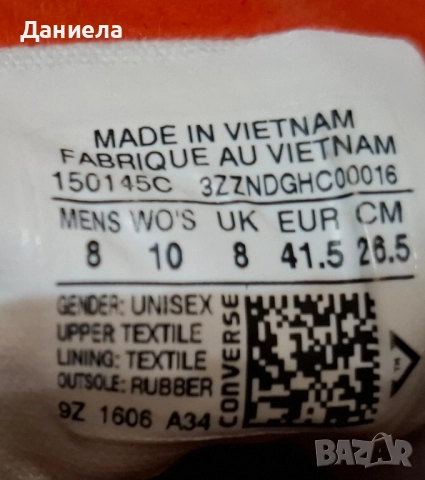 Даниела
MADE IN VIETNAM
FABRIQUE AU VIETNAM
150145C 3ZZNDGHC00016
MENS WO'S UK EUR CM
8 10 8 41.5 26.5
GENDER: UNISEX
UPPER TEXTILE
LINING: TEXTILE
OUTSOLE: RUBBER
9Z 1606 A34
CONVERSE
BAZAR